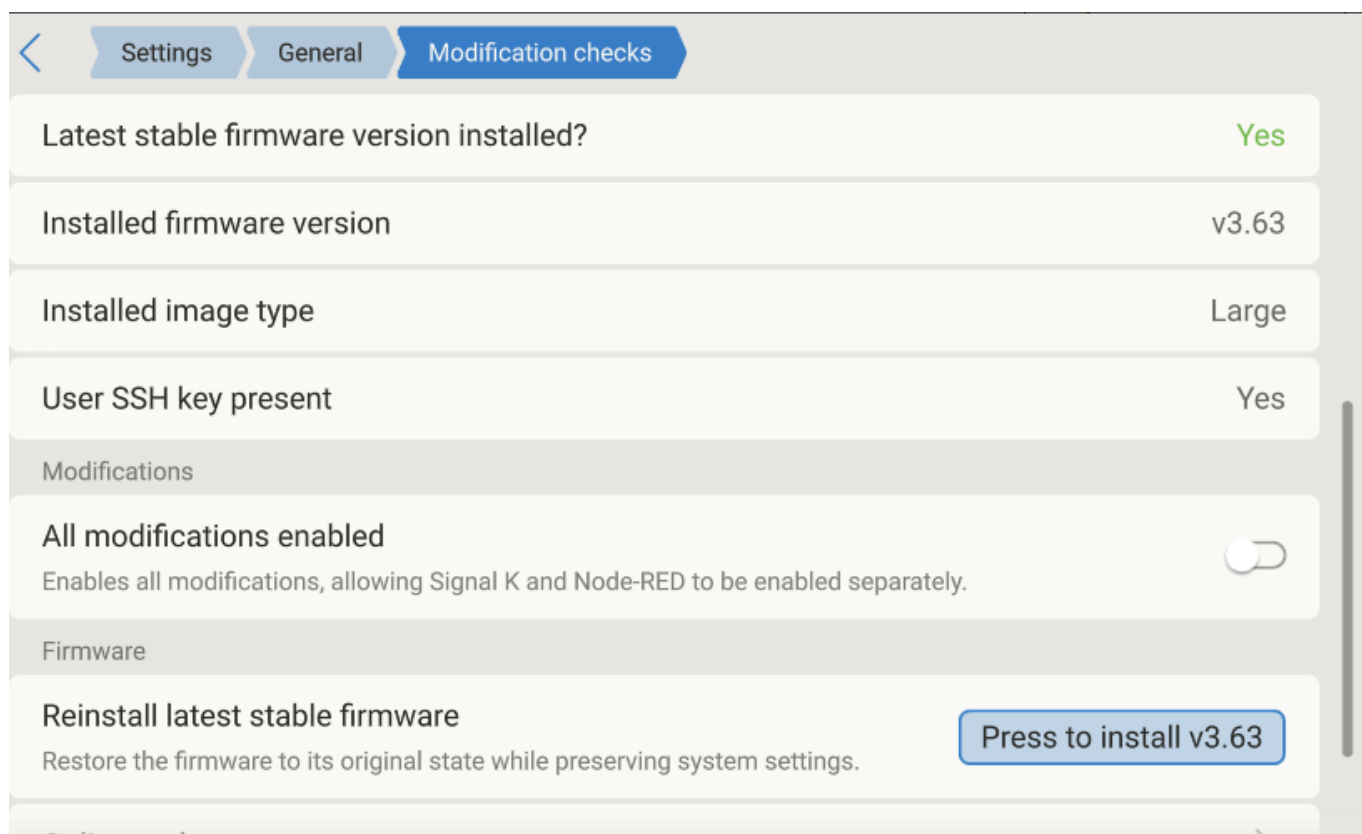 Settings
General
Modification checks
Latest stable firmware version installed?
Yes
Installed firmware version
v3.63
Installed image type
Large
User SSH key present
Yes
Modifications
All modifications enabled
Enables all modifications, allowing Signal K and Node-RED to be enabled separately.
Firmware
Reinstall latest stable firmware
Press to install v3.63
Restore the firmware to its original state while preserving system settings.